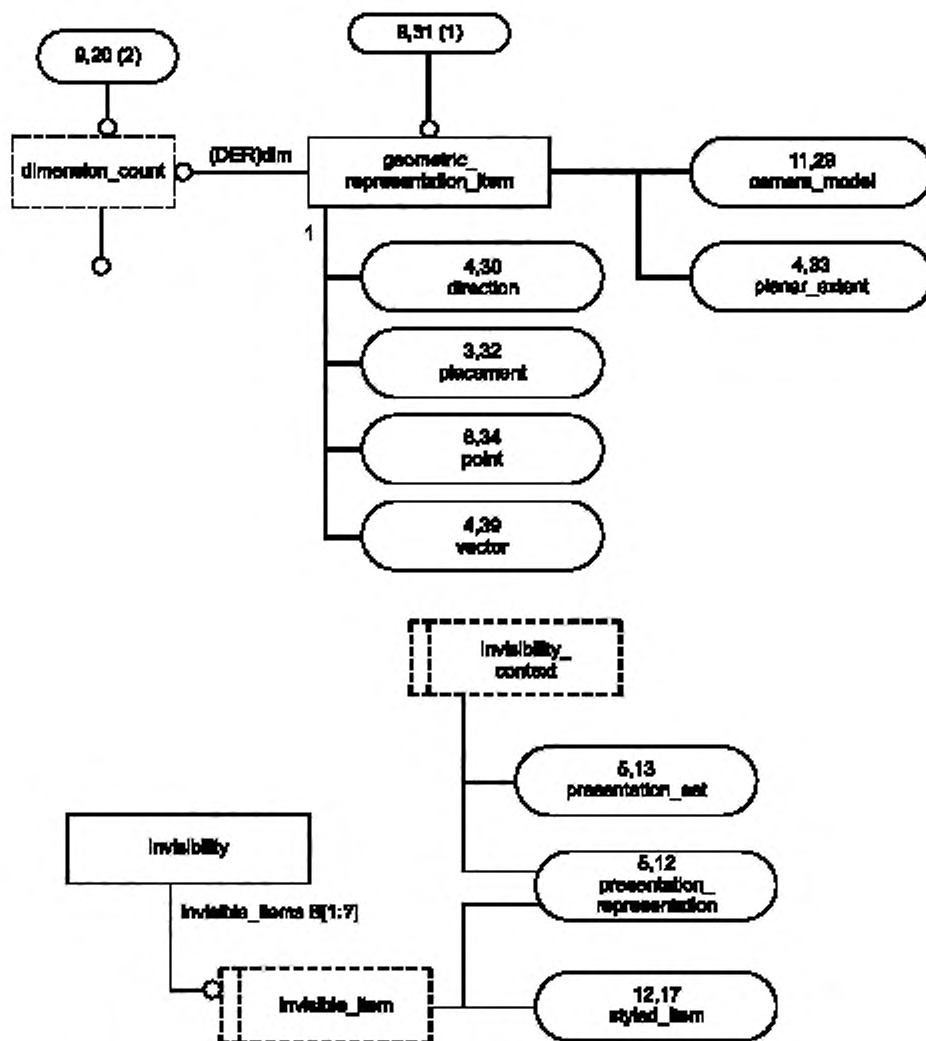 9,20 (2)
8,31 (1)
dimension_count
(DER)dim
geometric_
representation_item
11,29
camera_model
1
4,33
planar_extent
4,30
direction
3,32
placement
6,34
point
4,39
vector
invisibility_
context
5,13
presentation_set
invisibility
5,12
presentation_
representation
invisible_items S[1:?]
invisible_item
12,17
styled_item